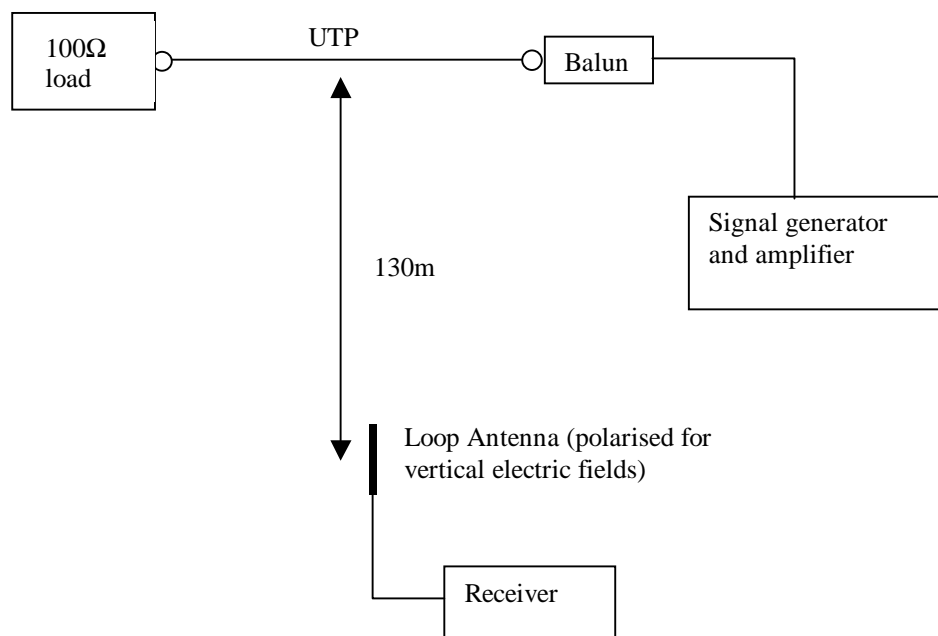 100Ω
load
UTP
Balun
Signal generator
and amplifier
130m
Loop Antenna (polarised for
vertical electric fields)
Receiver